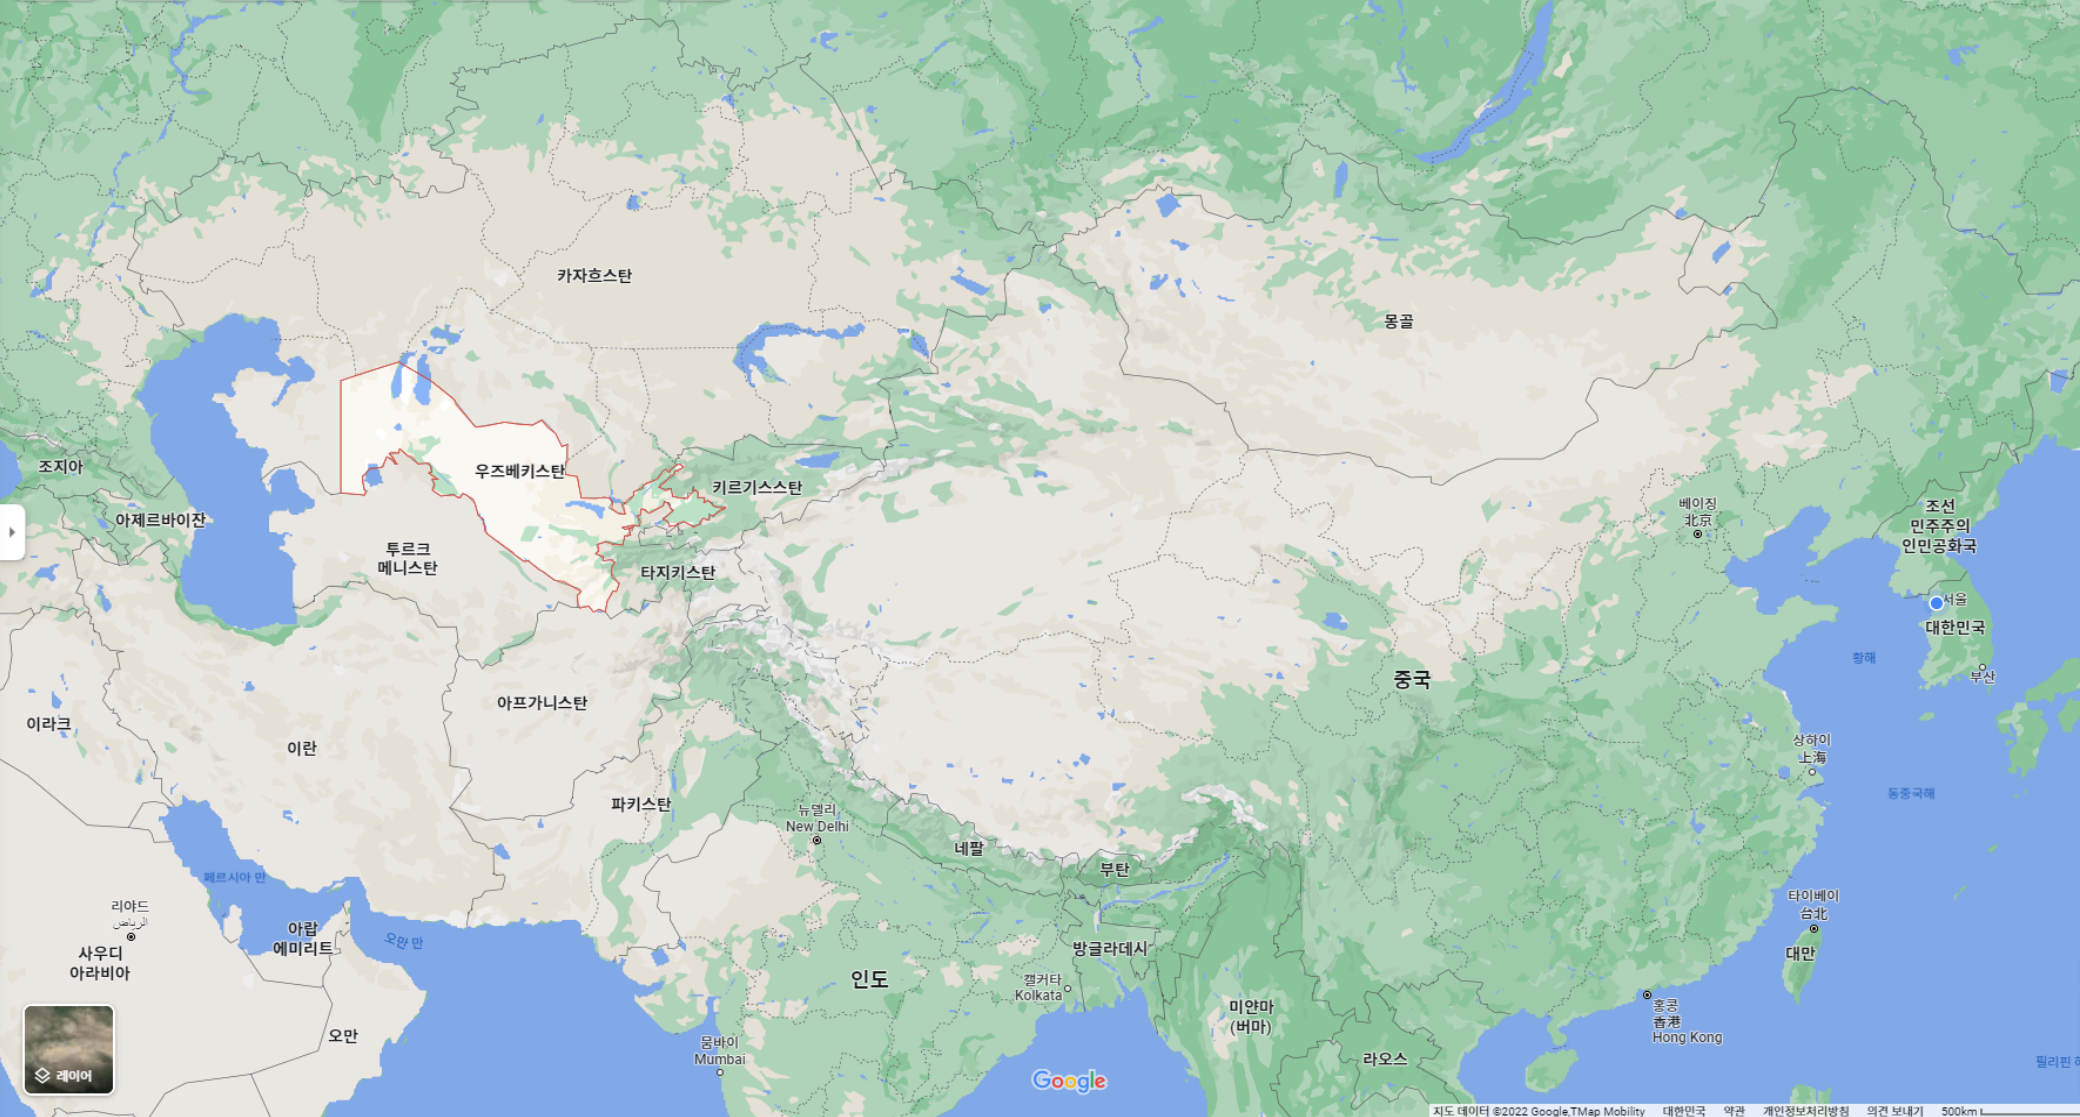 카자흐스탄
몽골
조지아
우즈베키스탄
키르기스스탄
아제르바이잔
베이징
北京
조선
민주주의
인민공화국
투르크
메니스탄
타지키스탄
서울
대한민국
황해
부산
중국
아프가니스탄
이라크
이란
상하이
上海
동중국해
파키스탄
뉴델리
New Delhi
네팔
부탄
페르시아 만
타이베이
台北
리야드
الرياض
아랍
에미리트
오만 만
사우디
아라비아
방글라데시
대만
인도
캘커타
Kolkata
미얀마
(버마)
홍콩
香港
Hong Kong
오만
뭄바이
Mumbai
라오스
필리핀
레이어
Google
지도 데이터 ©2022 Google,TMap Mobility 대한민국 약관 개인정보처리방침 의견 보내기 500km